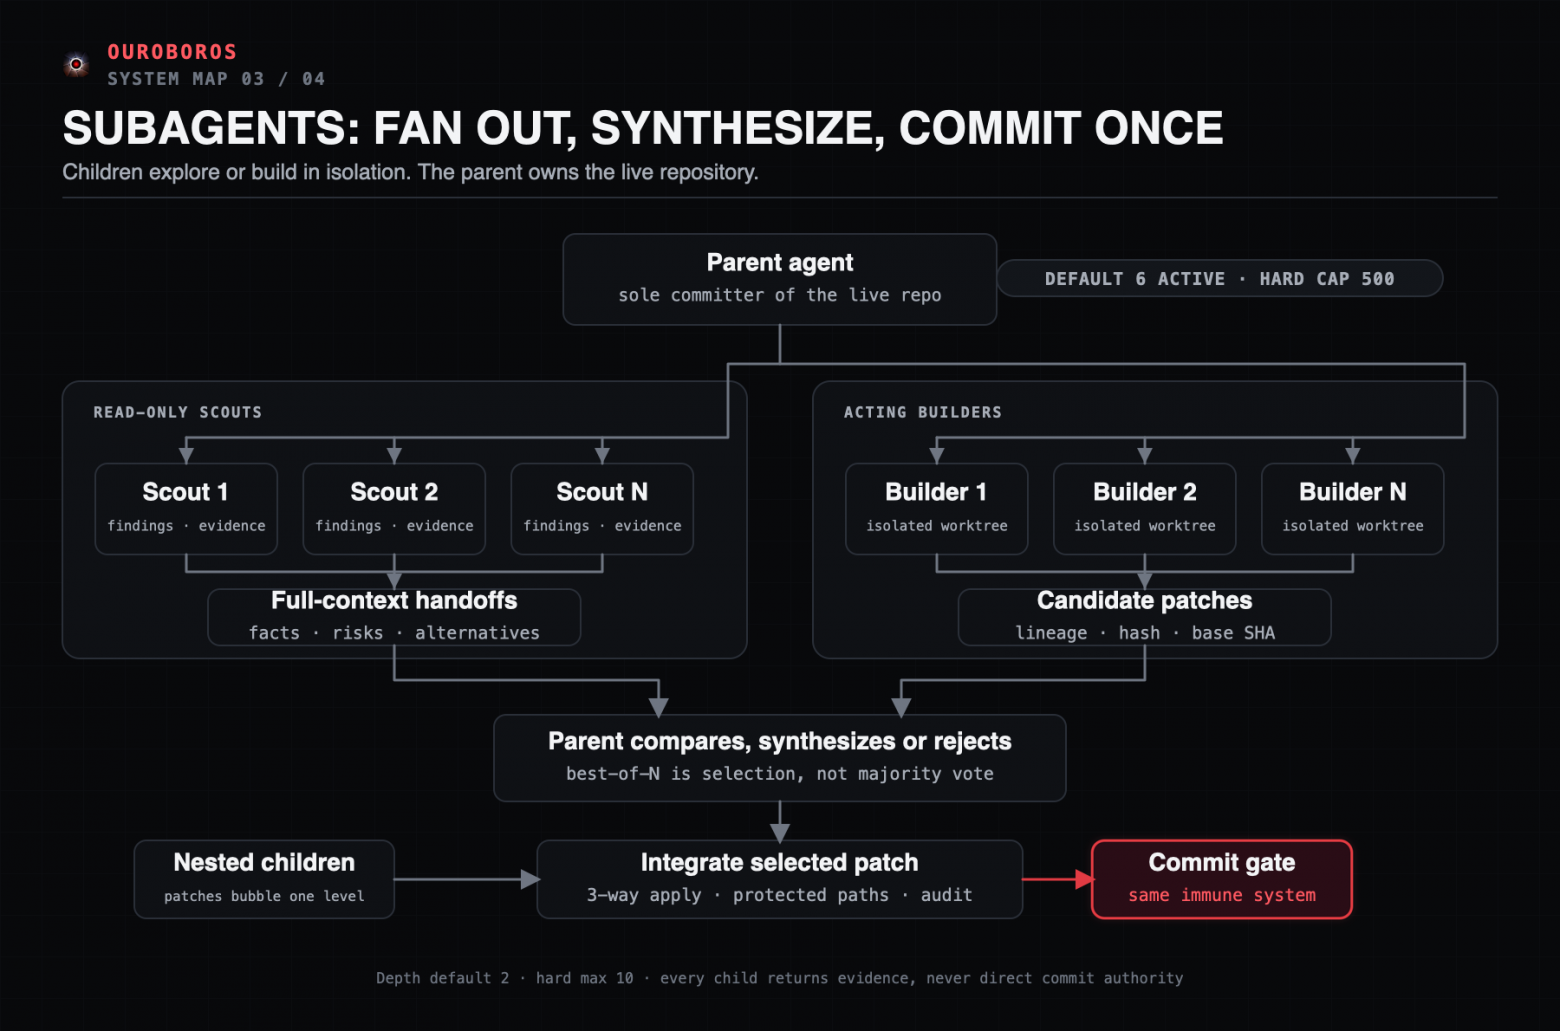 OUROBOROS
SYSTEM MAP 03 / 04
SUBAGENTS: FAN OUT, SYNTHESIZE, COMMIT ONCE
Children explore or build in isolation. The parent owns the live repository.
Parent agent
sole committer of the live repo
DEFAULT 6 ACTIVE · HARD CAP 500
READ-ONLY SCOUTS
Scout 1
findings · evidence
Scout 2
findings · evidence
Scout N
findings · evidence
Full-context handoffs
facts · risks · alternatives
ACTING BUILDERS
Builder 1
isolated worktree
Builder 2
isolated worktree
Builder N
isolated worktree
Candidate patches
lineage · hash · base SHA
Parent compares, synthesizes or rejects
best-of-N is selection, not majority vote
Nested children
patches bubble one level
Integrate selected patch
3-way apply · protected paths · audit
Commit gate
same immune system
Depth default 2 · hard max 10 · every child returns evidence, never direct commit authority